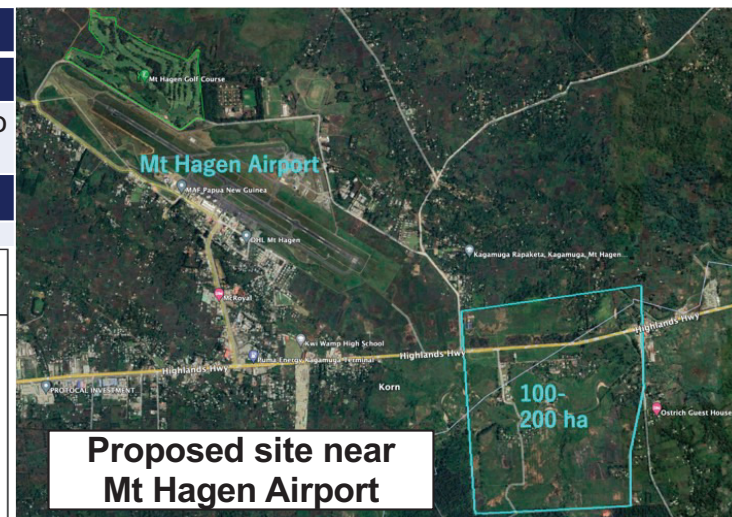 Mt Hagen Golf Course
Mt Hagen Airport
MAF Papua New Guinea
DHL Mt Hagen
Kagamuga Rapaketa, Kagamuga, Mt Hagen...
McRoyal
Kwi Wamp High School
Highlands Hwy
Puma Energy Kagamuga Terminal
Highlands Hwy
Highlands Hwy
PROTOCAL INVESTMENT
Korn
100-
200 ha
Ostrich Guest House
Proposed site near
Mt Hagen Airport